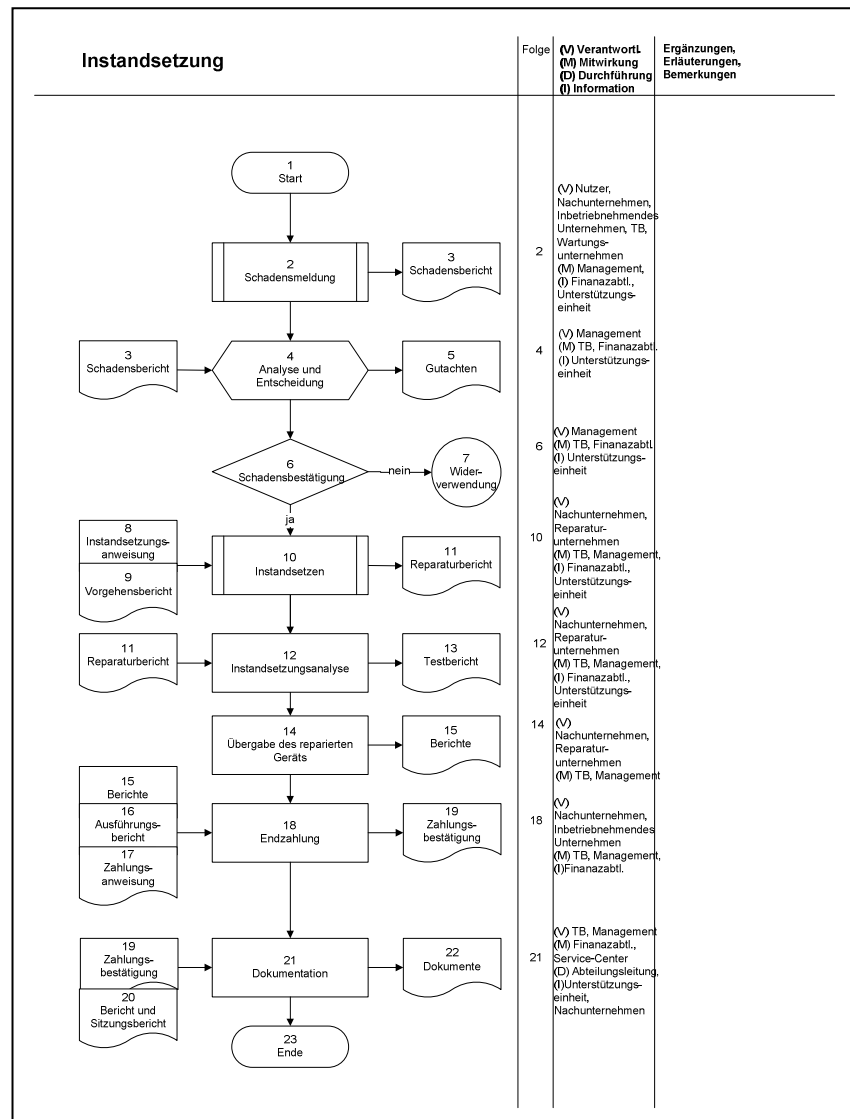 Instandsetzung
Folge
(V) Verantwortl.
(M) Mitwirkung
(D) Durchführung
(I) Information
Ergänzungen,
Erläuterungen,
Bemerkungen
1
Start
2
Schadensmeldung
3
Schadensbericht
2
(V) Nutzer,
Nachunternehmen,
Inbetriebnehmendes
Unternehmen, TB,
Wartungs-
unternehmen
(M) Management,
(I) Finanazabtl.,
Unterstützungs-
einheit
3
Schadensbericht
4
Analyse und
Entscheidung
5
Gutachten
4
(V) Management
(M) TB, Finanazabtl.
(I) Unterstützungs-
einheit
6
Schadensbestätigung
nein
7
Wider-
verwendung
ja
6
(V) Management
(M) TB, Finanazabtl.
(I) Unterstützungs-
einheit
8
Instandsetzungs-
anweisung
9
Vorgehensbericht
10
Instandsetzen
11
Reparaturbericht
10
(V)
Nachunternehmen,
Reparatur-
unternehmen
(M) TB, Management,
(I) Finanazabtl.,
Unterstützungs-
einheit
11
Reparaturbericht
12
Instandsetzungsanalyse
13
Testbericht
12
(V)
Nachunternehmen,
Reparatur-
unternehmen
(M) TB, Management,
(I) Finanazabtl.,
Unterstützungs-
einheit
14
Übergabe des reparierten
Geräts
15
Berichte
14
(V)
Nachunternehmen,
Reparatur-
unternehmen
(M) TB, Management
15
Berichte
16
Ausführungs-
bericht
17
Zahlungs-
anweisung
18
Endzahlung
19
Zahlungs-
bestätigung
18
(V)
Nachunternehmen,
Inbetriebnehmendes
Unternehmen
(M) TB, Management,
(I)Finanazabtl.
19
Zahlungs-
bestätigung
20
Bericht und
Sitzungsbericht
21
Dokumentation
22
Dokumente
21
(V) TB, Management
(M) Finanazabtl.,
Service-Center
(D) Abteilungsleitung,
(I)Unterstützungs-
einheit,
Nachunternehmen
23
Ende